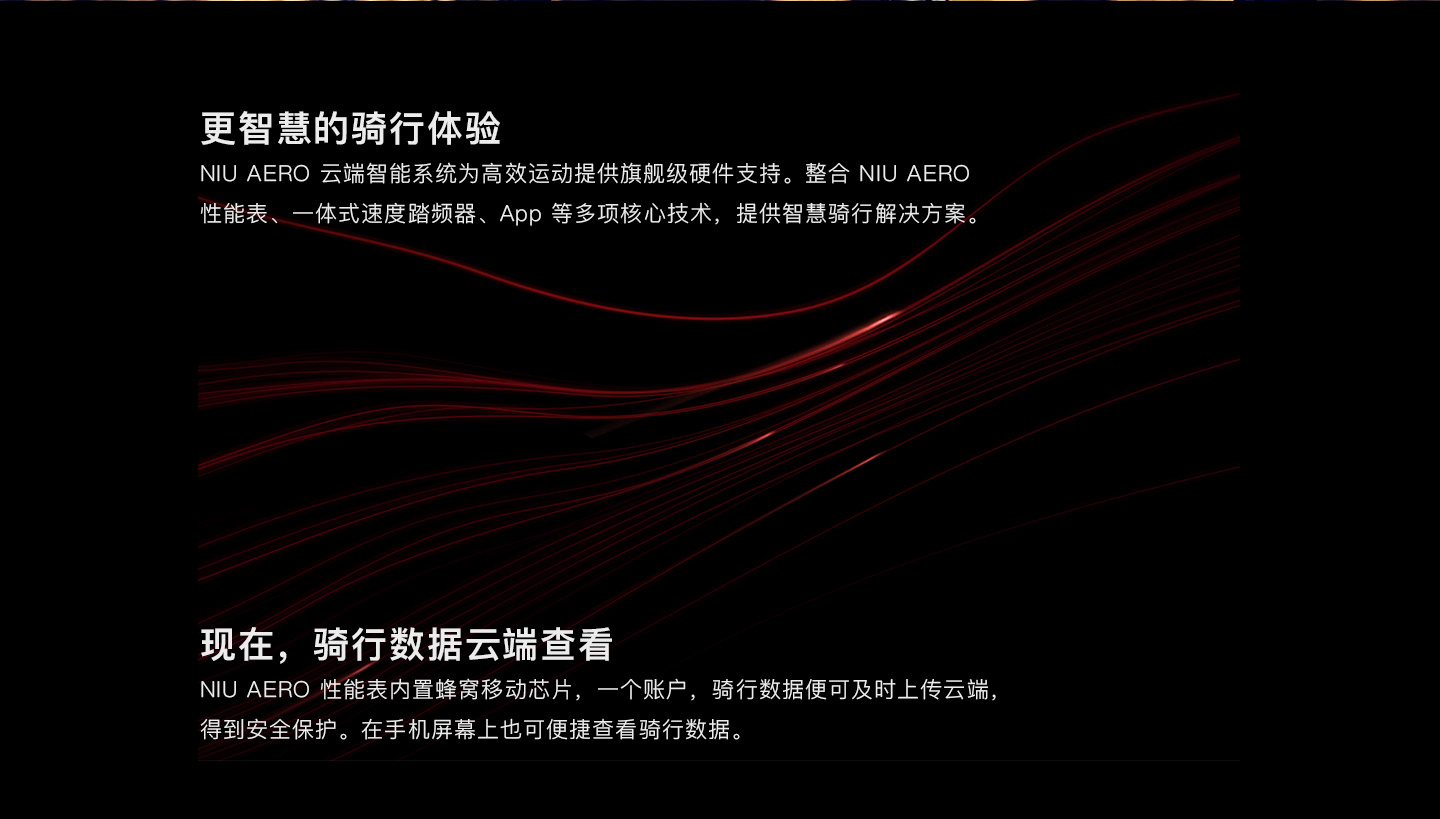 更智慧的骑行体验
NIU AERO 云端智能系统为高效运动提供旗舰级硬件支持。整合 NIU AERO
性能表、一体式速度踏频器、App 等多项核心技术，提供智慧骑行解决方案。
现在，骑行数据云端查看
NIU AERO 性能表内置蜂窝移动芯片，一个账户，骑行数据便可及时上传云端，
得到安全保护。在手机屏幕上也可便捷查看骑行数据。